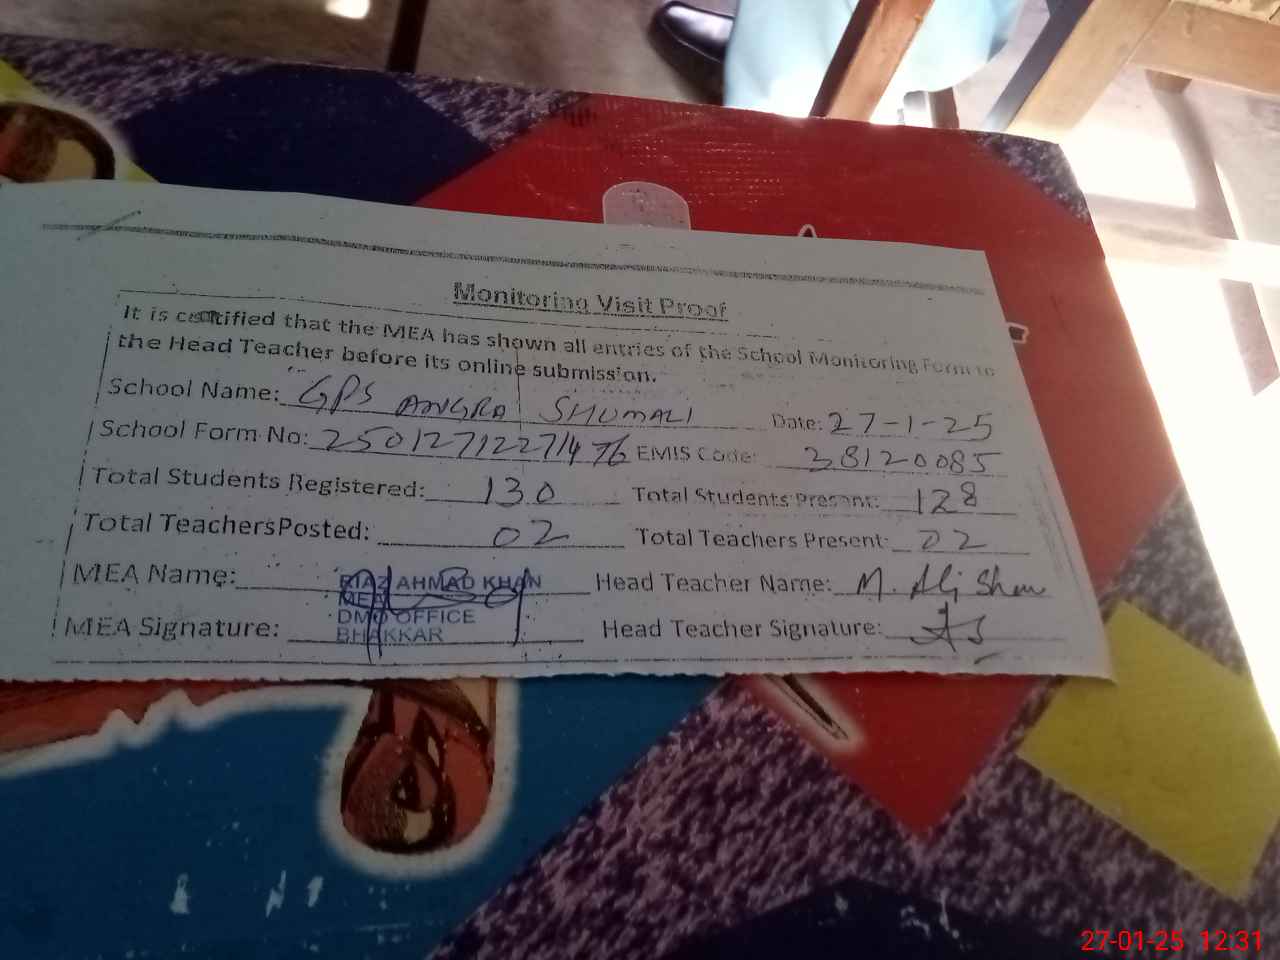 Monitoring Visit Proof
It is certified that the MEA has shown all entries of the School Monitoring Form to
the Head Teacher before its online submission.
School Name: GPS ANGRA SHUMALI Date: 27-1-25
School Form No: 250127122711476 EMIS Code: 38120085
Total Students Registered: 130 Total Students Present: 128
Total Teachers Posted: 02 Total Teachers Present: 02
MEA Name: RIAZ AHMAD KHAN Head Teacher Name: M. Ali Shan
MEA
DMO OFFICE
MEA Signature: BHAKKAR Head Teacher Signature:
27-01-25 12:31